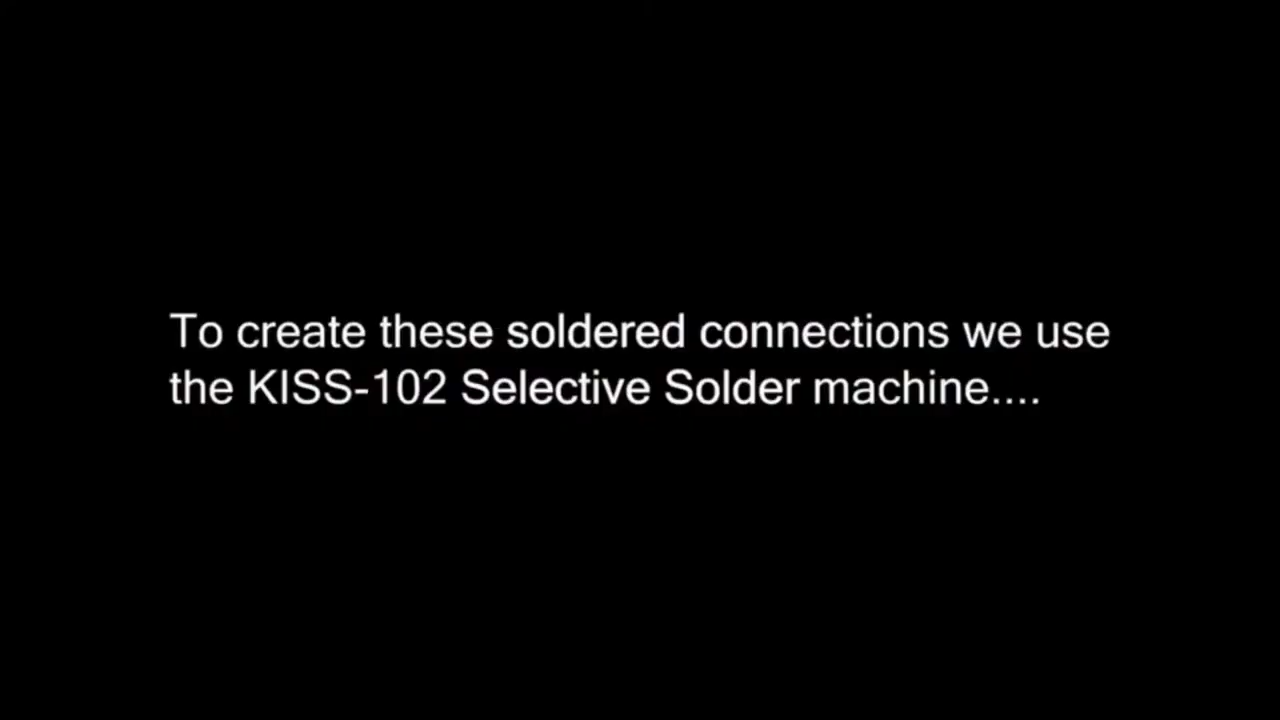 To create these soldered connections we use
the KISS-102 Selective Solder machine....